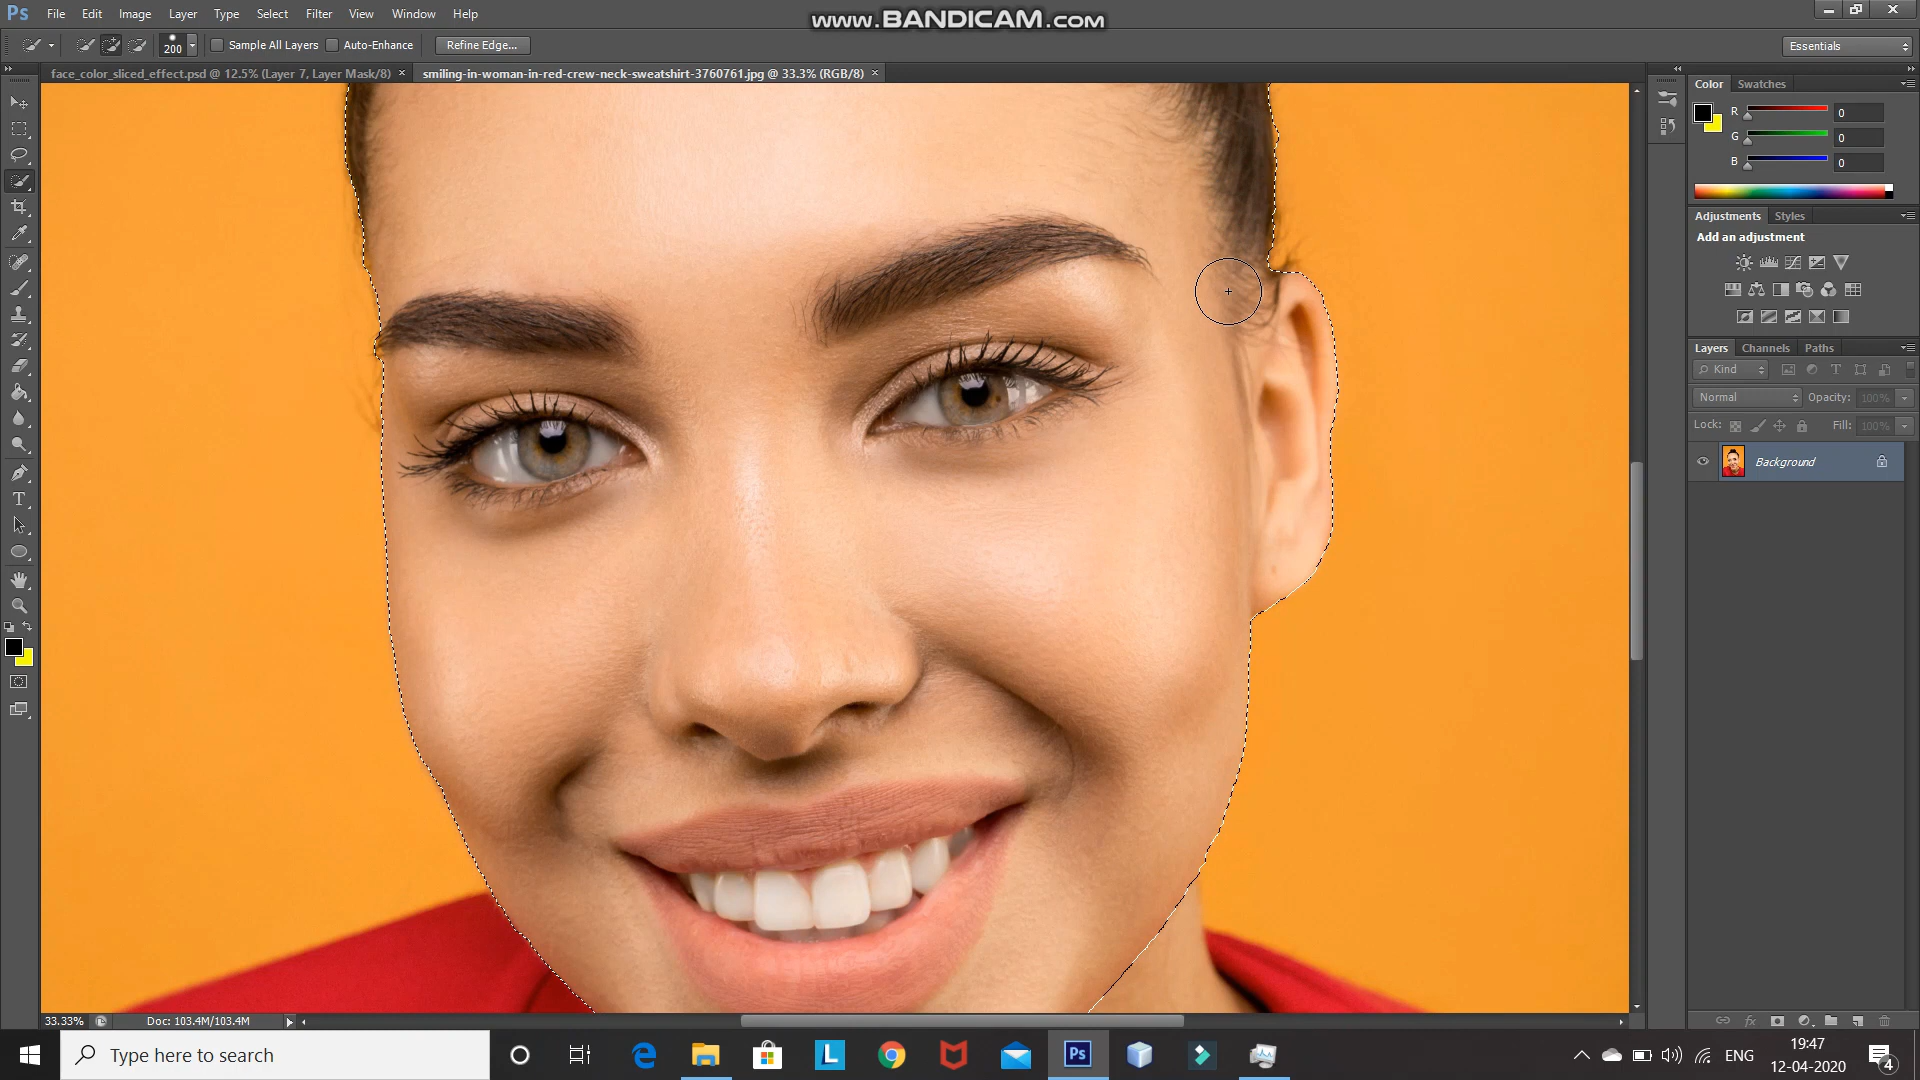 www.BANDICAM.com
Ps File Edit Image Layer Type Select Filter View Window Help
200 Sample All Layers Auto-Enhance Refine Edge... Essentials
face_color_sliced_effect.psd @ 12.5% (Layer 7, Layer Mask/8) × smiling-in-woman-in-red-crew-neck-sweatshirt-3760761.jpg @ 33.3% (RGB/8) ×
Color Swatches
R 0
G 0
B 0
Adjustments Styles
Add an adjustment
Layers Channels Paths
Kind
Normal Opacity: 100%
Lock: Fill: 100%
Background
33.33% Doc: 103.4M/103.4M
Type here to search
L
Ps
ENG
19:47
12-04-2020
4